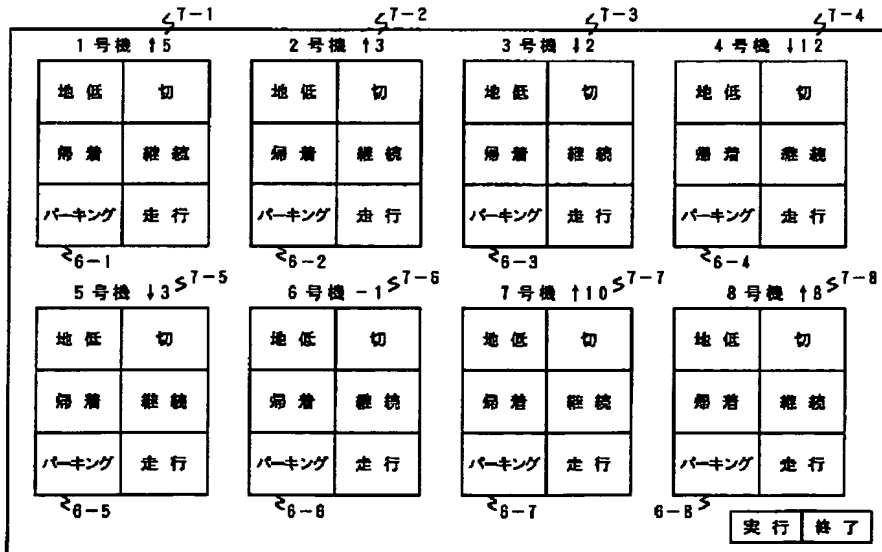 7-1 7-2 7-3 7-4
1号機 ↑5 2号機 ↑3 3号機 ↓2 4号機 ↓12
地低 切 地低 切 地低 切 地低 切
帰着 継続 帰着 継続 帰着 継続 帰着 継続
パーキング 走行 パーキング 走行 パーキング 走行 パーキング 走行
6-1 6-2 6-3 6-4
7-5 7-6 7-7 7-8
5号機 ↓3 6号機 -1 7号機 ↑10 8号機 ↑8
地低 切 地低 切 地低 切 地低 切
帰着 継続 帰着 継続 帰着 継続 帰着 継続
パーキング 走行 パーキング 走行 パーキング 走行 パーキング 走行
6-5 6-6 6-7 6-8
実行 終了